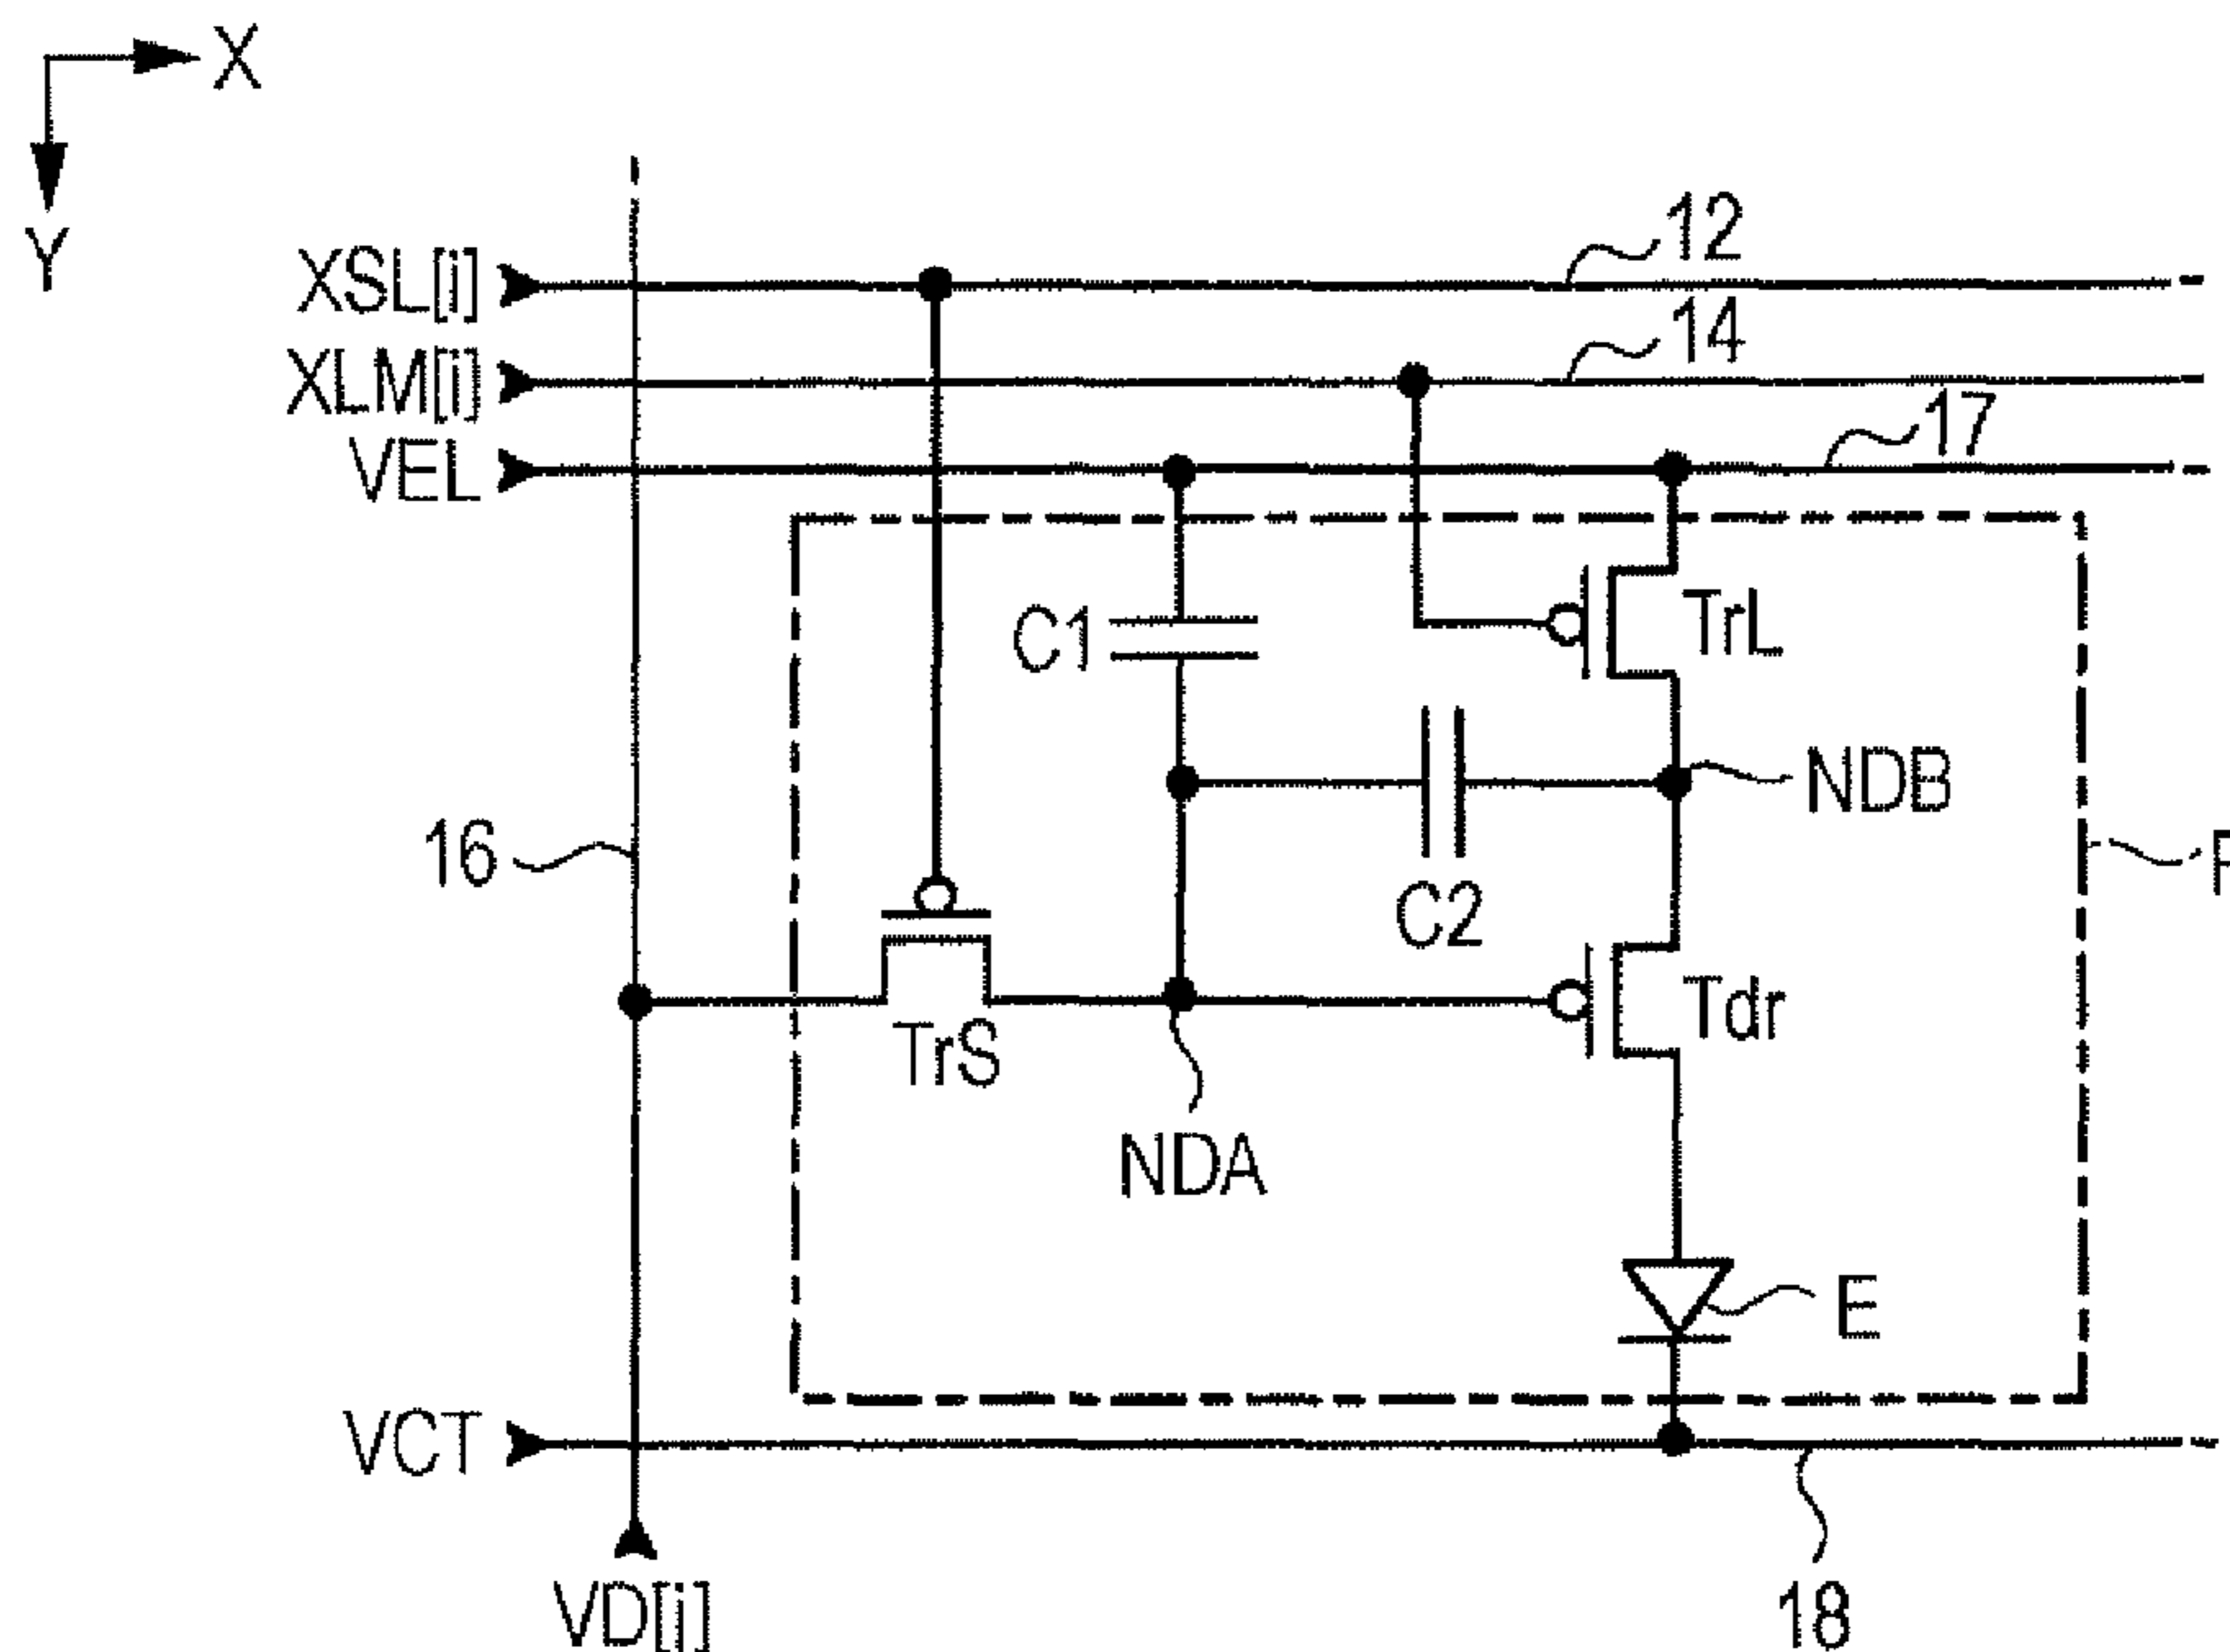 X
Y
12
XSL[i]
14
XLM[i]
17
VEL
C1
TrL
NDB
16
C2
Tdr
TrS
NDA
E
VCT
18
VD[j]